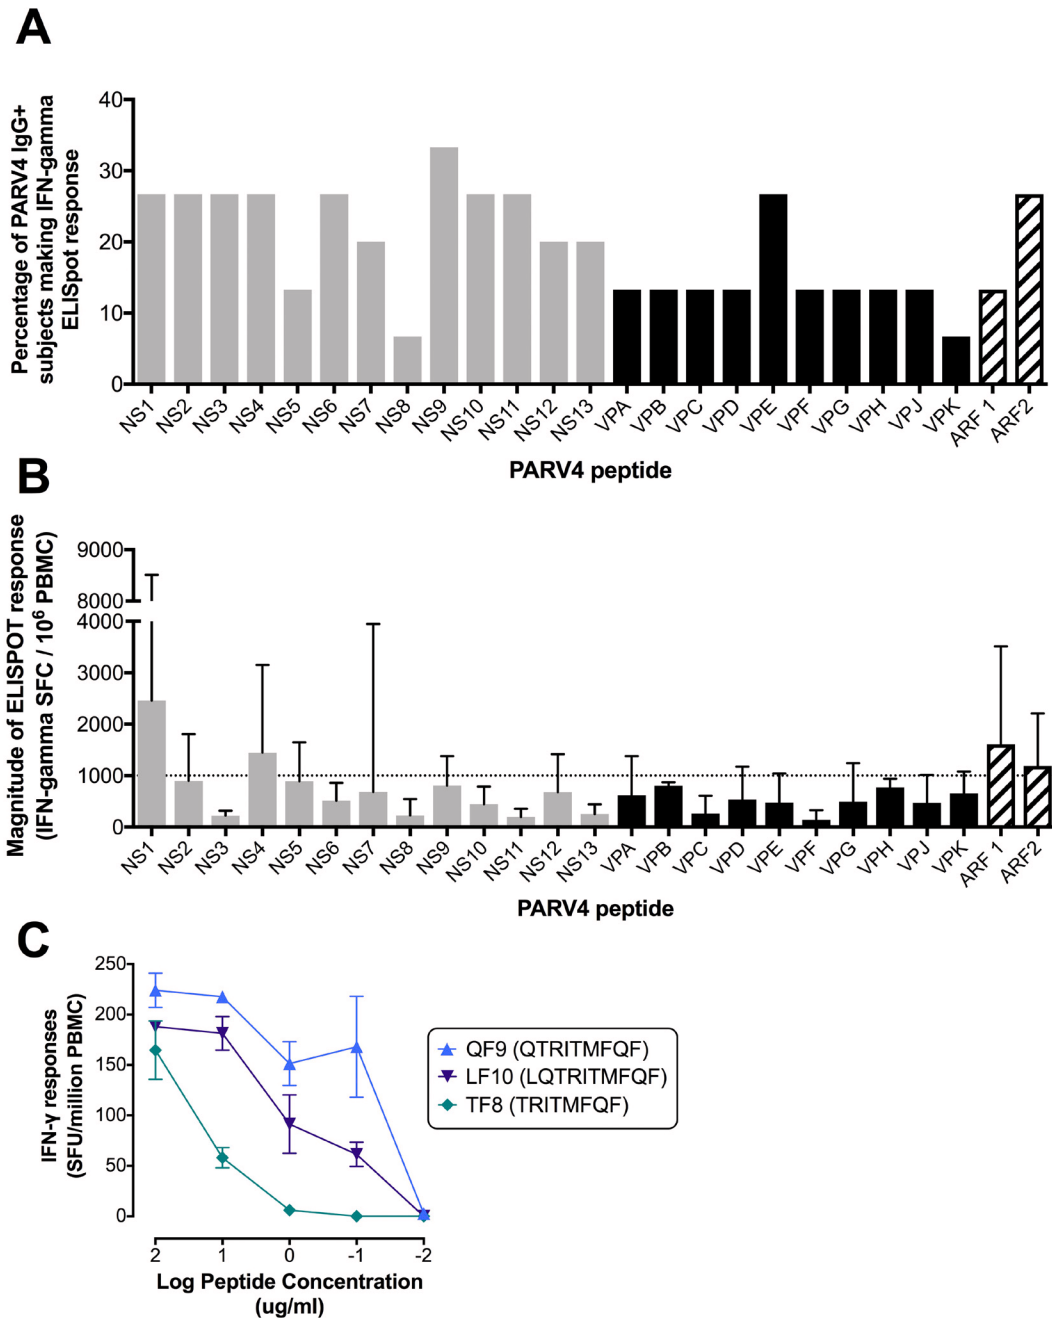 A
Percentage of PARV4 IgG+
subjects making IFN-gamma
ELISpot response
40
30
20
10
0
NS1 NS2 NS3 NS4 NS5 NS6 NS7 NS8 NS9 NS10 NS11 NS12 NS13 VPA VPB VPC VPD VPE VPF VPG VPH VPJ VPK ARF 1 ARF2
PARV4 peptide
B
Magnitude of ELISPOT response
(IFN-gamma SFC / 10⁶ PBMC)
9000
8000
4000
3000
2000
1000
0
NS1 NS2 NS3 NS4 NS5 NS6 NS7 NS8 NS9 NS10 NS11 NS12 NS13 VPA VPB VPC VPD VPE VPF VPG VPH VPJ VPK ARF 1 ARF2
PARV4 peptide
C
IFN-γ responses
(SFU/million PBMC)
250
200
150
100
50
0
2 1 0 -1 -2
Log Peptide Concentration
(ug/ml)
QF9 (QTRITMFQF)
LF10 (LQTRITMFQF)
TF8 (TRITMFQF)